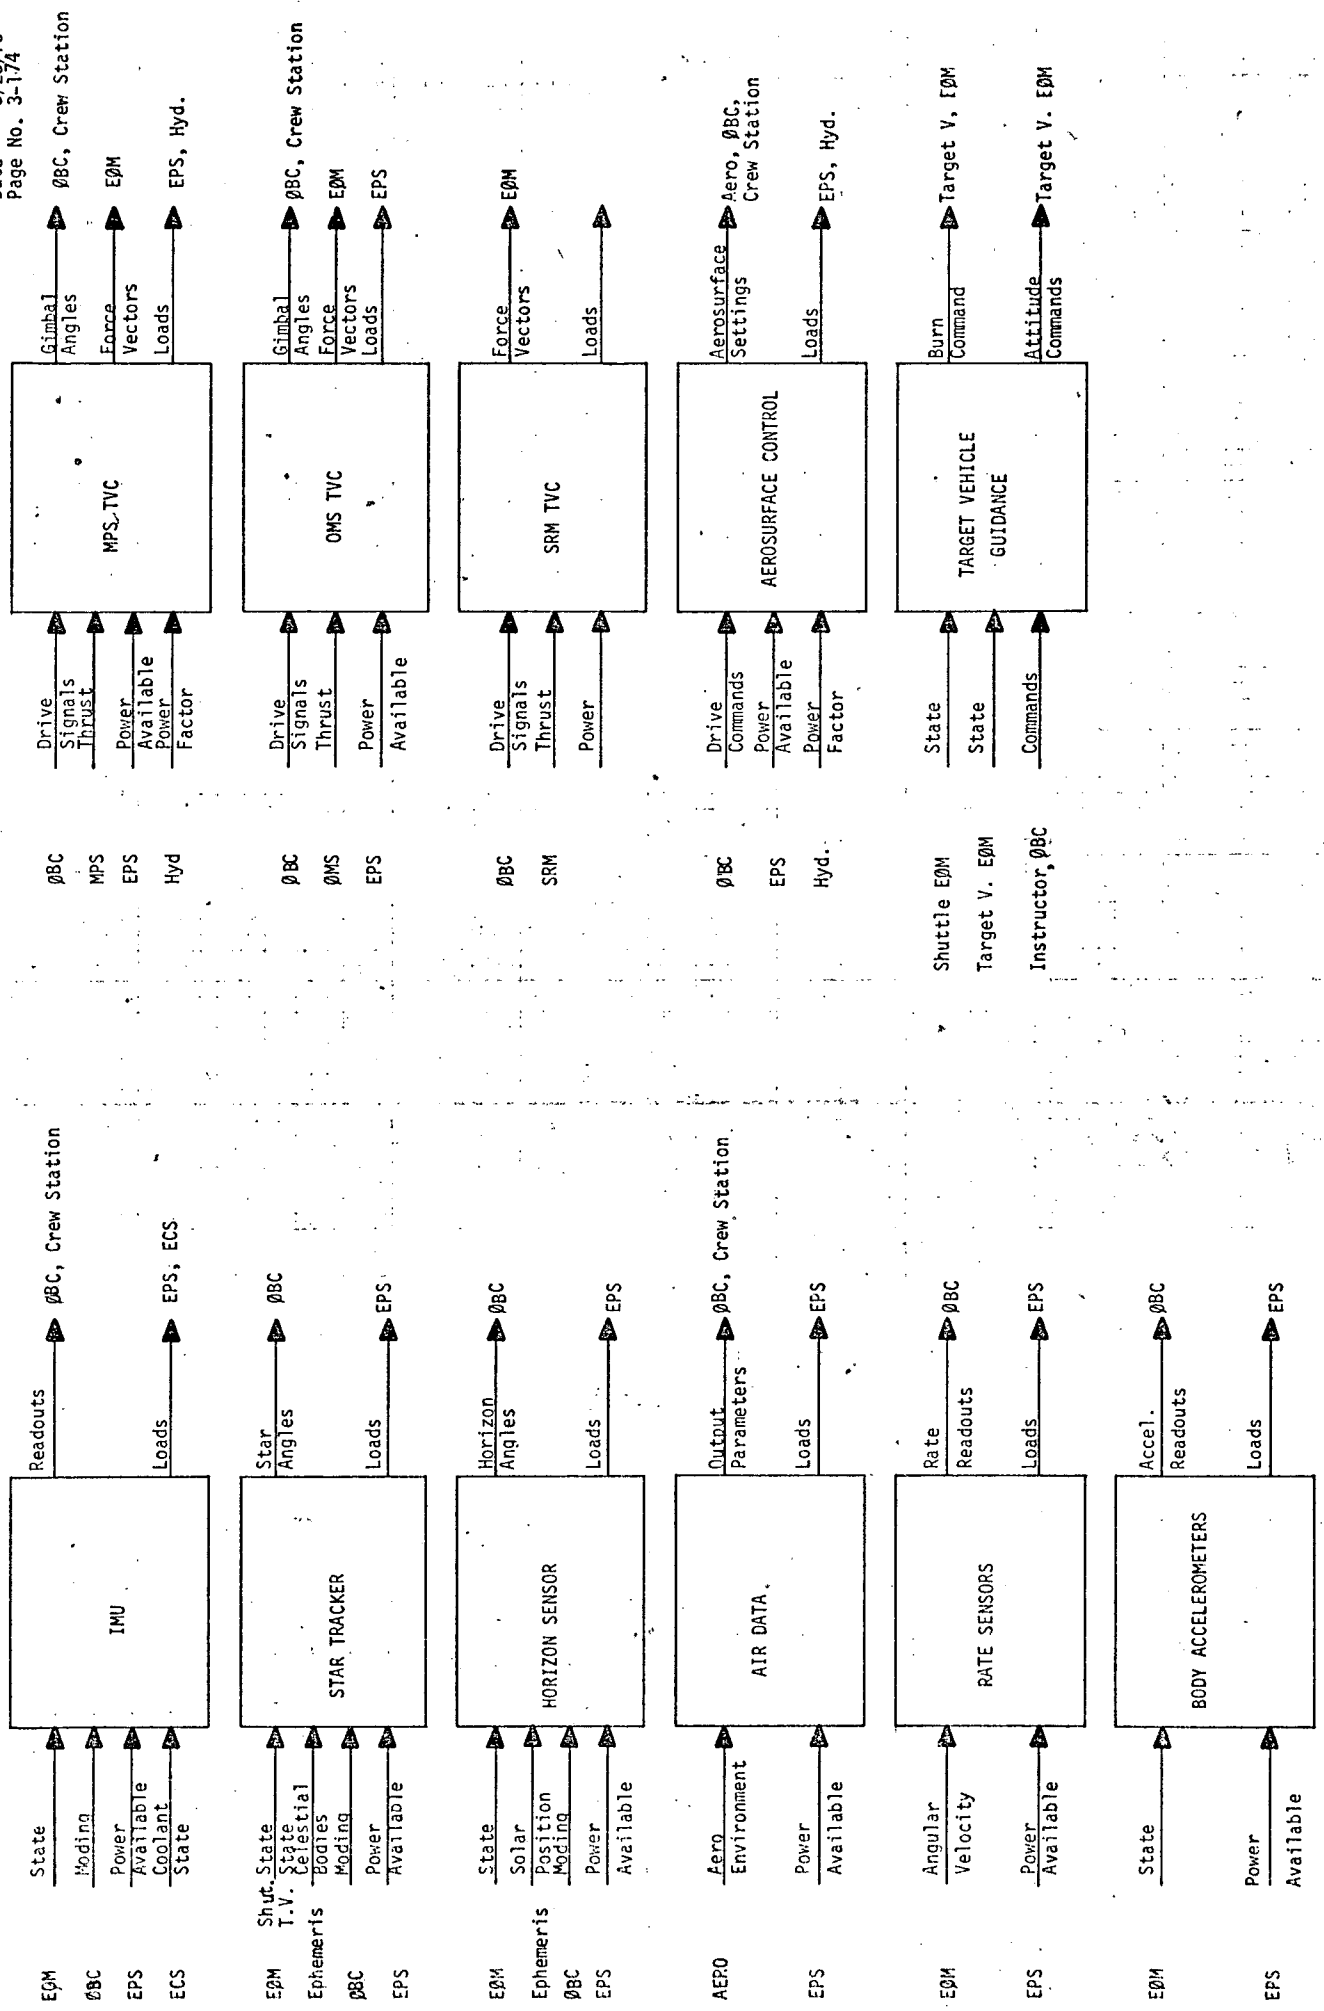 Page No. 3-174
EØM
State
ØBC
Moding
EPS
Power
Available
ECS
Coolant
State
IMU
Readouts
ØBC, Crew Station
Loads
EPS, ECS
EØM
Shut. State
T.V. State
Ephemeris
Celestial
Bodies
ØBC
Moding
EPS
Power
Available
STAR TRACKER
Star
Angles
ØBC
Loads
EPS
EØM
State
Ephemeris
Solar
Position
ØBC
Moding
EPS
Power
Available
HORIZON SENSOR
Horizon
Angles
ØBC
Loads
EPS
AERO
Aero
Environment
EPS
Power
Available
AIR DATA
Output
Parameters
ØBC, Crew Station
Loads
EPS
EØM
Angular
Velocity
EPS
Power
Available
RATE SENSORS
Rate
Readouts
ØBC
Loads
EPS
EØM
State
EPS
Power
Available
BODY ACCELEROMETERS
Accel.
Readouts
ØBC
Loads
EPS
ØBC
Drive
Signals
MPS
Thrust
EPS
Power
Available
Hyd
Power
Factor
MPS TVC
Gimbal
Angles
ØBC, Crew Station
Force
Vectors
EØM
Loads
EPS, Hyd.
ØBC
Drive
Signals
ØMS
Thrust
EPS
Power
Available
OMS TVC
Gimbal
Angles
ØBC, Crew Station
Force
Vectors
EØM
Loads
EPS
ØBC
Drive
Signals
SRM
Thrust
Power
SRM TVC
Force
Vectors
EØM
Loads
ØBC
Drive
Commands
EPS
Power
Available
Hyd.
Power
Factor
AEROSURFACE CONTROL
Aerosurface
Settings
Aero, ØBC,
Crew Station
Loads
EPS, Hyd.
Shuttle EØM
State
Target V. EØM
State
Instructor, ØBC
Commands
TARGET VEHICLE
GUIDANCE
Burn
Command
Target V, EØM
Attitude
Commands
Target V. EØM